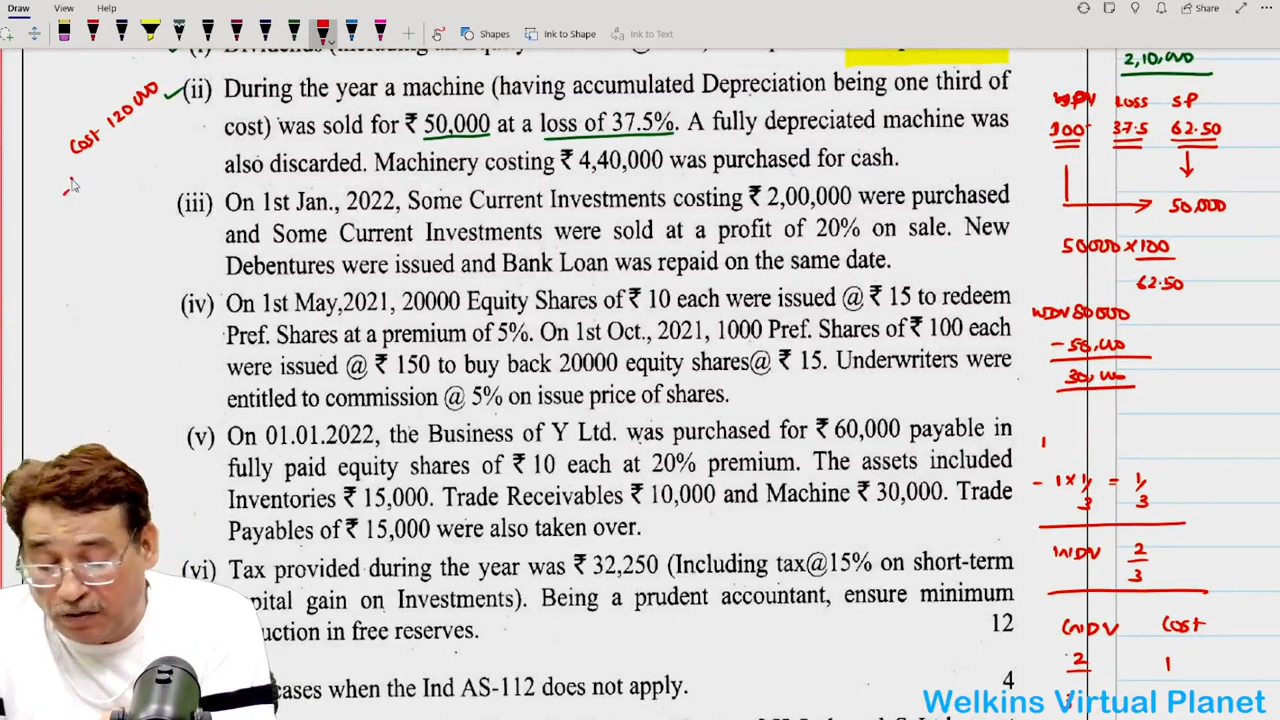 Draw View Help
Share
Shapes
Ink to Shape
Ink to Text
(ii) During the year a machine (having accumulated Depreciation being one third of
cost) was sold for ₹ 50,000 at a loss of 37.5%. A fully depreciated machine was
also discarded. Machinery costing ₹ 4,40,000 was purchased for cash.
(iii) On 1st Jan., 2022, Some Current Investments costing ₹ 2,00,000 were purchased
and Some Current Investments were sold at a profit of 20% on sale. New
Debentures were issued and Bank Loan was repaid on the same date.
(iv) On 1st May,2021, 20000 Equity Shares of ₹ 10 each were issued @ ₹ 15 to redeem
Pref. Shares at a premium of 5%. On 1st Oct., 2021, 1000 Pref. Shares of ₹ 100 each
were issued @ ₹ 150 to buy back 20000 equity shares@ ₹ 15. Underwriters were
entitled to commission @ 5% on issue price of shares.
(v) On 01.01.2022, the Business of Y Ltd. was purchased for ₹ 60,000 payable in
fully paid equity shares of ₹ 10 each at 20% premium. The assets included
Inventories ₹ 15,000. Trade Receivables ₹ 10,000 and Machine ₹ 30,000. Trade
Payables of ₹ 15,000 were also taken over.
(vi) Tax provided during the year was ₹ 32,250 (Including tax@15% on short-term
pital gain on Investments). Being a prudent accountant, ensure minimum
uction in free reserves.
12
cases when the Ind AS-112 does not apply.
4
Cost 120000
2,10,000
WDV Loss SP
100 37.5 62.50
50,000
50000 × 100
62.50
WDV 80000
- 50,000
30,000
1
- 1 × 1/3 = 1/3
WDV 2/3
WDV Cost
2 1
Welkins Virtual Planet